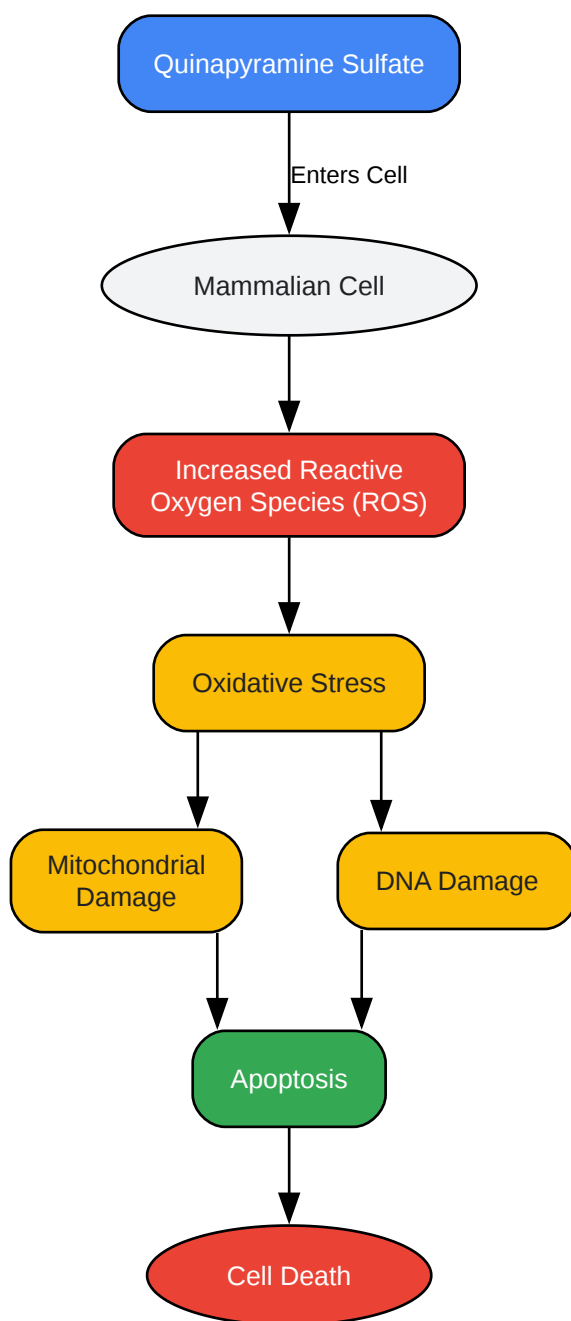 Quinapyramine Sulfate
Enters Cell
Mammalian Cell
Increased Reactive
Oxygen Species (ROS)
Oxidative Stress
Mitochondrial
Damage
DNA Damage
Apoptosis
Cell Death